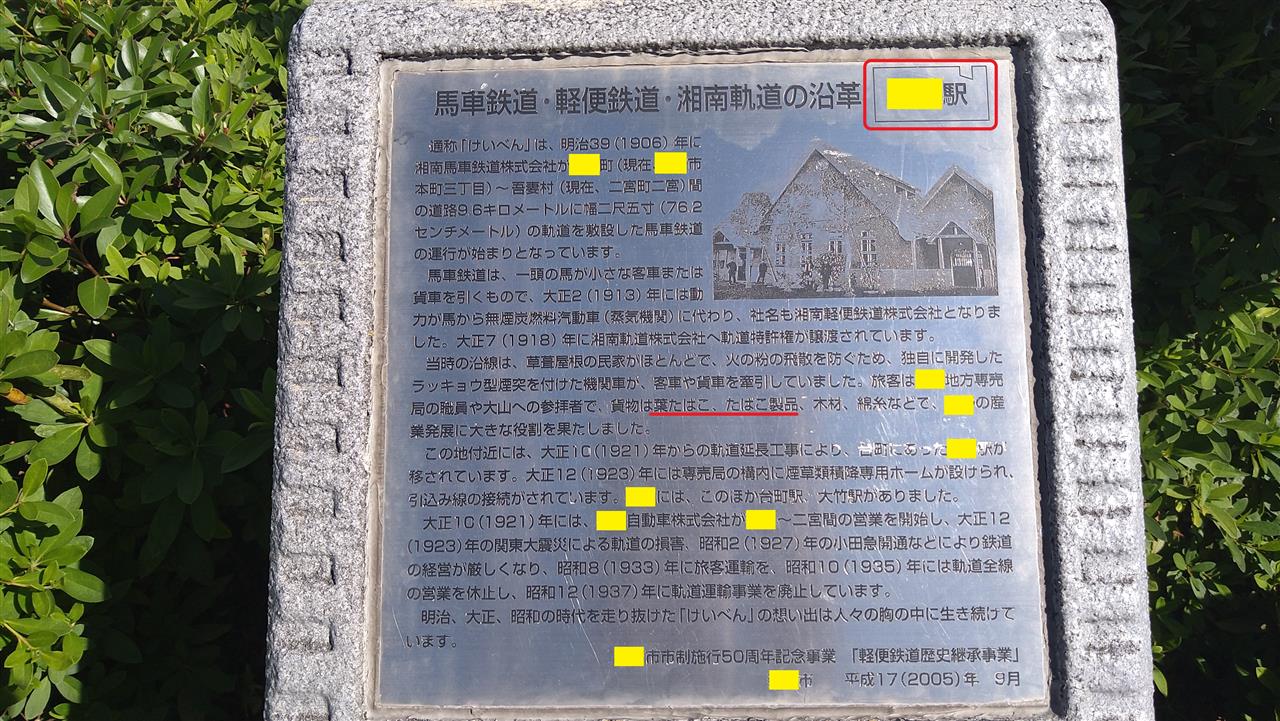 馬車鉄道・軽便鉄道・湘南軌道の沿革 駅
通称「けいべん」は、明治39(1906)年に
湘南馬車鉄道株式会社が 町(現在 市
本町三丁目)～吾妻村(現在、二宮町二宮)間
の道路9.6キロメートルに幅二尺五寸(76.2
センチメートル)の軌道を敷設した馬車鉄道
の運行が始まりとなっています。
馬車鉄道は、一頭の馬が小さな客車または
貨車を引くもので、大正2(1913)年には動
力が馬から無煙炭燃料汽動車(蒸気機関)に代わり、社名も湘南軽便鉄道株式会社となりま
した。大正7(1918)年に湘南軌道株式会社へ軌道特許権が譲渡されています。
当時の沿線は、草葺屋根の民家がほとんどで、火の粉の飛散を防ぐため、独自に開発した
ラッキョウ型煙突を付けた機関車が、客車や貨車を牽引していました。旅客は 地方専売
局の職員や大山への参拝者で、貨物は葉たばこ、たばこ製品、木材、綿糸などで、 の産
業発展に大きな役割を果たしました。
この地付近には、大正10(1921)年からの軌道延長工事により、台町にあった 駅が
移されています。大正12(1923)年には専売局の構内に煙草類積降専用ホームが設けられ、
引込み線の接続がされています。 には、このほか台町駅、大竹駅がありました。
大正10(1921)年には、 自動車株式会社が ～二宮間の営業を開始し、大正12
(1923)年の関東大震災による軌道の損害、昭和2(1927)年の小田急開通などにより鉄道
の経営が厳しくなり、昭和8(1933)年に旅客運輸を、昭和10(1935)年には軌道全線
の営業を休止し、昭和12(1937)年に軌道運輸事業を廃止しています。
明治、大正、昭和の時代を走り抜けた「けいべん」の想い出は人々の胸の中に生き続けて
います。
市市制施行50周年記念事業 「軽便鉄道歴史継承事業」
市 平成17(2005)年 9月